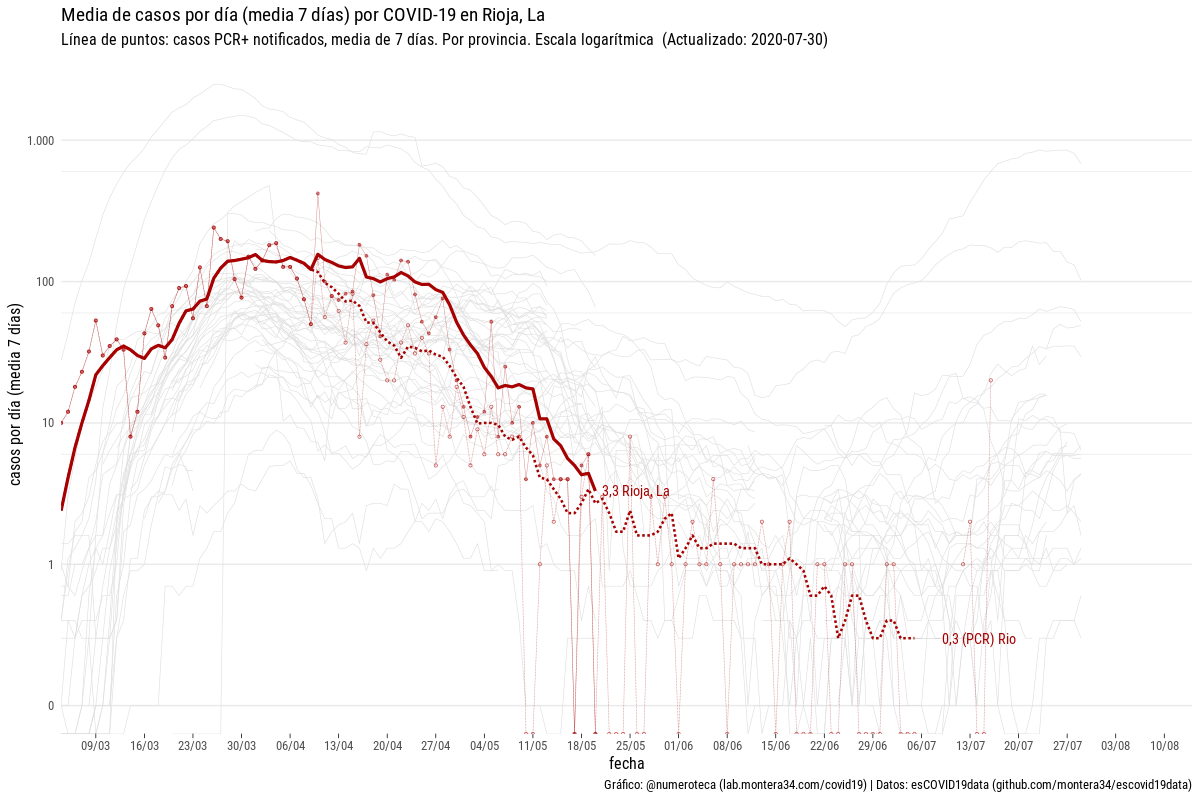 Media de casos por día (media 7 días) por COVID-19 en Rioja, La
Línea de puntos: casos PCR+ notificados, media de 7 días. Por provincia. Escala logarítmica (Actualizado: 2020-07-30)
casos por día (media 7 días)
1.000
100
10
1
0
3,3 Rioja, La
0,3 (PCR) Rio
09/03 16/03 23/03 30/03 06/04 13/04 20/04 27/04 04/05 11/05 18/05 25/05 01/06 08/06 15/06 22/06 29/06 06/07 13/07 20/07 27/07 03/08 10/08
fecha
Gráfico: @numeroteca (lab.montera34.com/covid19) | Datos: esCOVID19data (github.com/montera34/escovid19data)